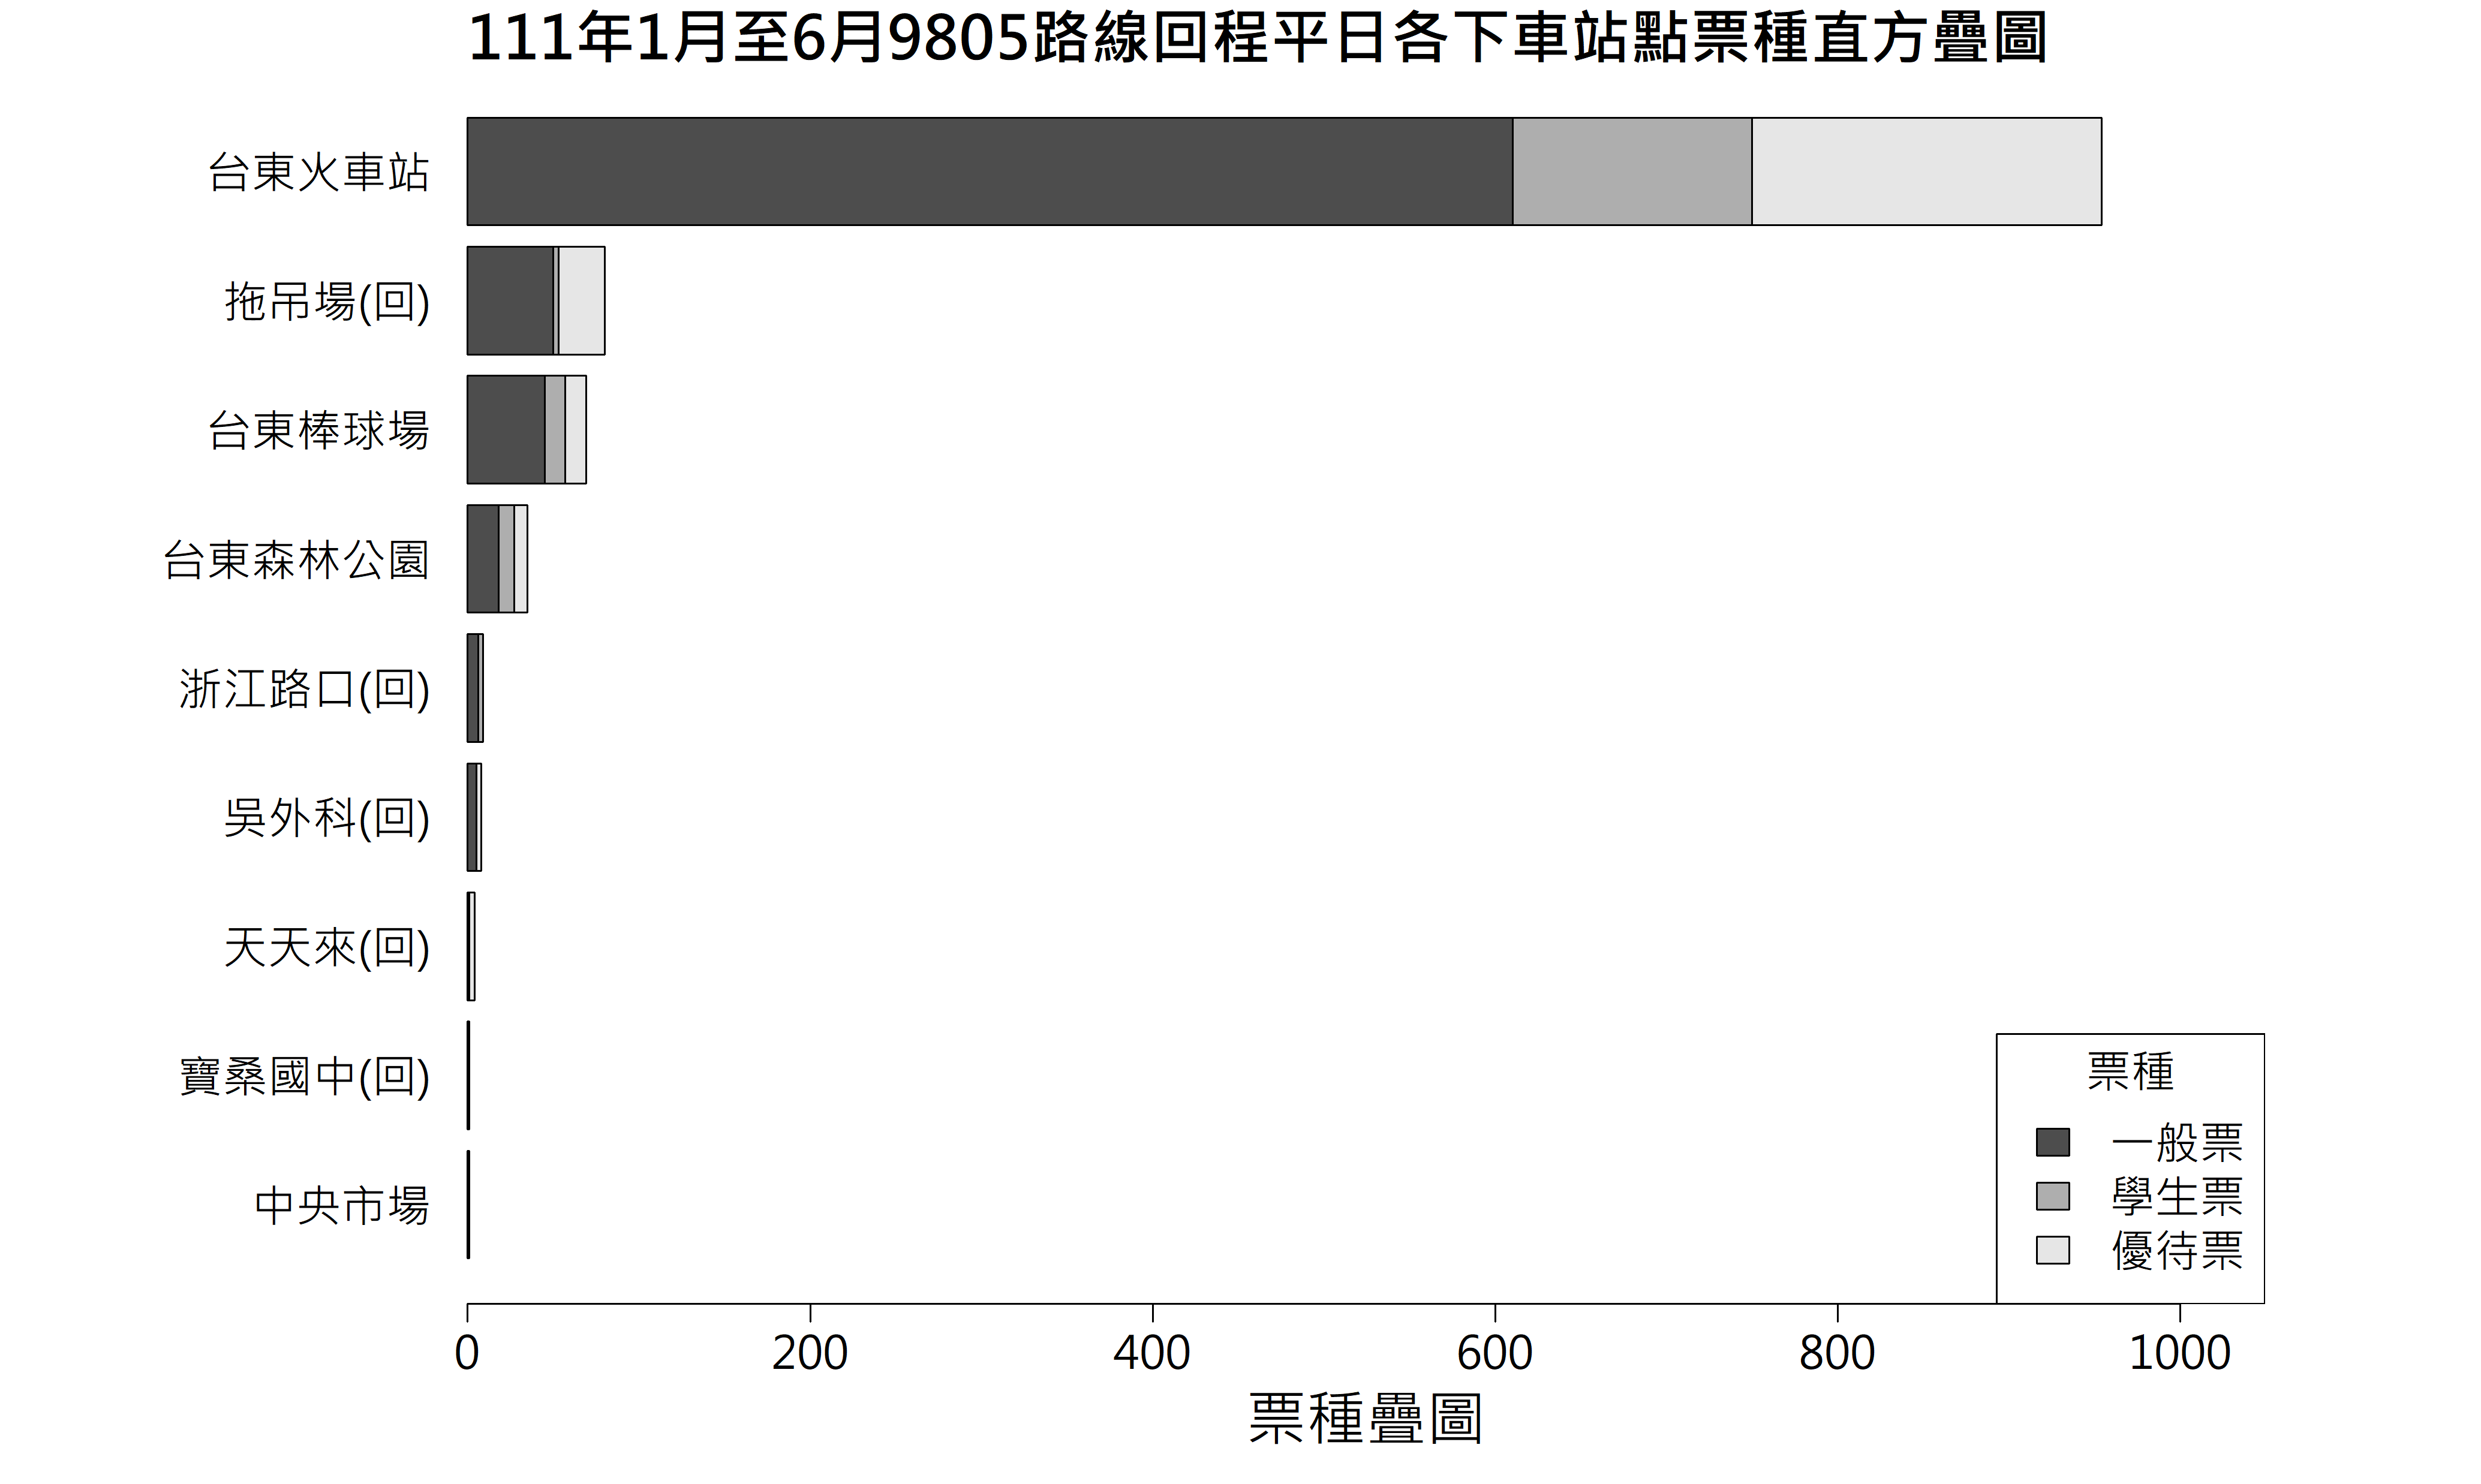 111年1月至6月9805路線回程平日各下車站點票種直方疊圖
台東火車站
拖吊場(回)
台東棒球場
台東森林公園
浙江路口(回)
吳外科(回)
天天來(回)
寶桑國中(回)
中央市場
票種
一般票
學生票
優待票
0 200 400 600 800 1000
票種疊圖